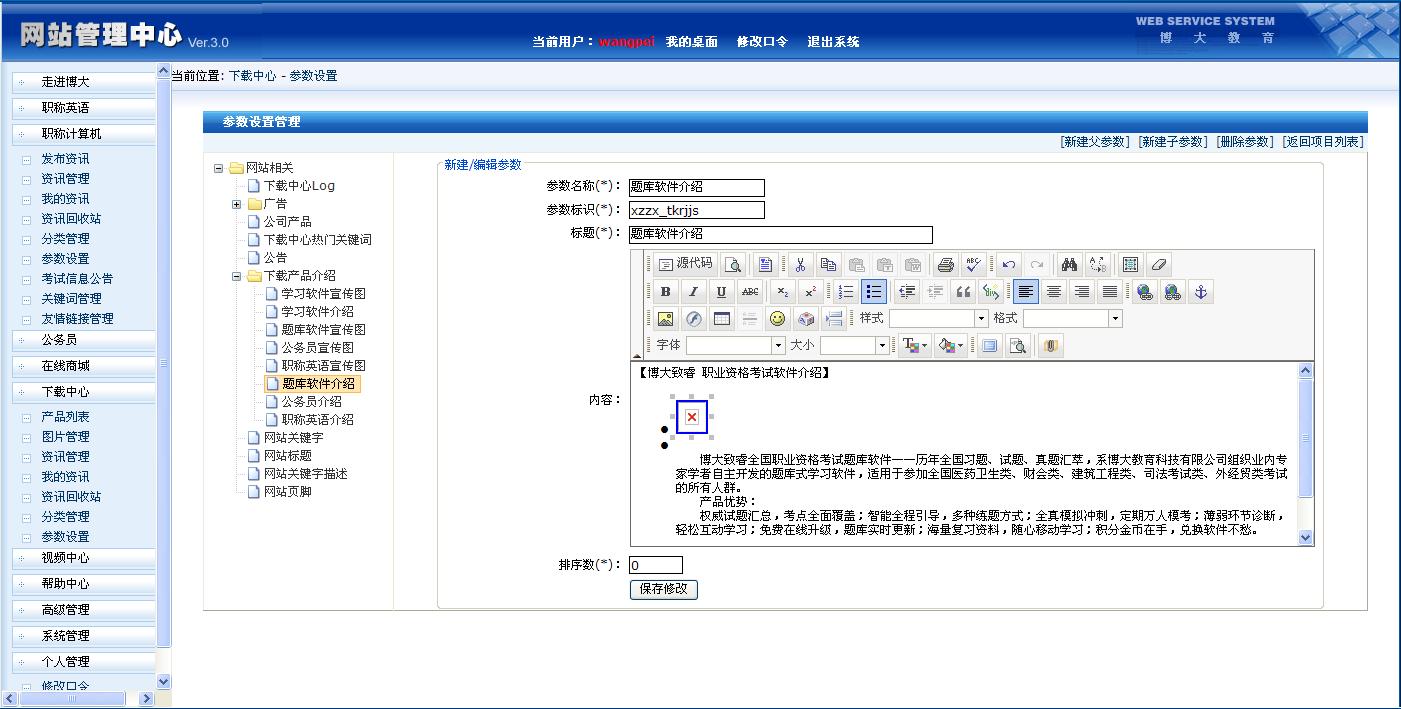 网站管理中心 Ver.3.0
当前用户：wangpei 我的桌面 修改口令 退出系统
WEB SERVICE SYSTEM
博 大 教 育
走进博大
职称英语
职称计算机
发布资讯
资讯管理
我的资讯
资讯回收站
分类管理
参数设置
考试信息公告
关键词管理
友情链接管理
公务员
在线商城
下载中心
产品列表
图片管理
资讯管理
我的资讯
资讯回收站
分类管理
参数设置
视频中心
帮助中心
高级管理
系统管理
个人管理
修改口令
当前位置: 下载中心 - 参数设置
参数设置管理
[新建父参数] [新建子参数] [删除参数] [返回项目列表]
网站相关
下载中心Log
广告
公司产品
下载中心热门关键词
公告
下载产品介绍
学习软件宣传图
学习软件介绍
题库软件宣传图
公务员宣传图
职称英语宣传图
题库软件介绍
公务员介绍
职称英语介绍
网站关键字
网站标题
网站关键字描述
网站页脚
新建/编辑参数
参数名称(*)： 题库软件介绍
参数标识(*)： xzzx_tkrjjs
标题(*)： 题库软件介绍
源代码
B I U ABC X₂ X²
样式 格式
字体 大小
内容：
【博大致睿 职业资格考试软件介绍】
博大致睿全国职业资格考试题库软件——历年全国习题、试题、真题汇萃，系博大教育科技有限公司组织业内专
家学者自主开发的题库式学习软件，适用于参加全国医药卫生类、财会类、建筑工程类、司法考试类、外经贸类考试
的所有人群。
产品优势：
权威试题汇总，考点全面覆盖；智能全程引导，多种练题方式；全真模拟冲刺，定期万人模考；薄弱环节诊断，
轻松互动学习；免费在线升级，题库实时更新；海量复习资料，随心移动学习；积分金币在手，兑换软件不愁。
排序数(*)： 0
保存修改